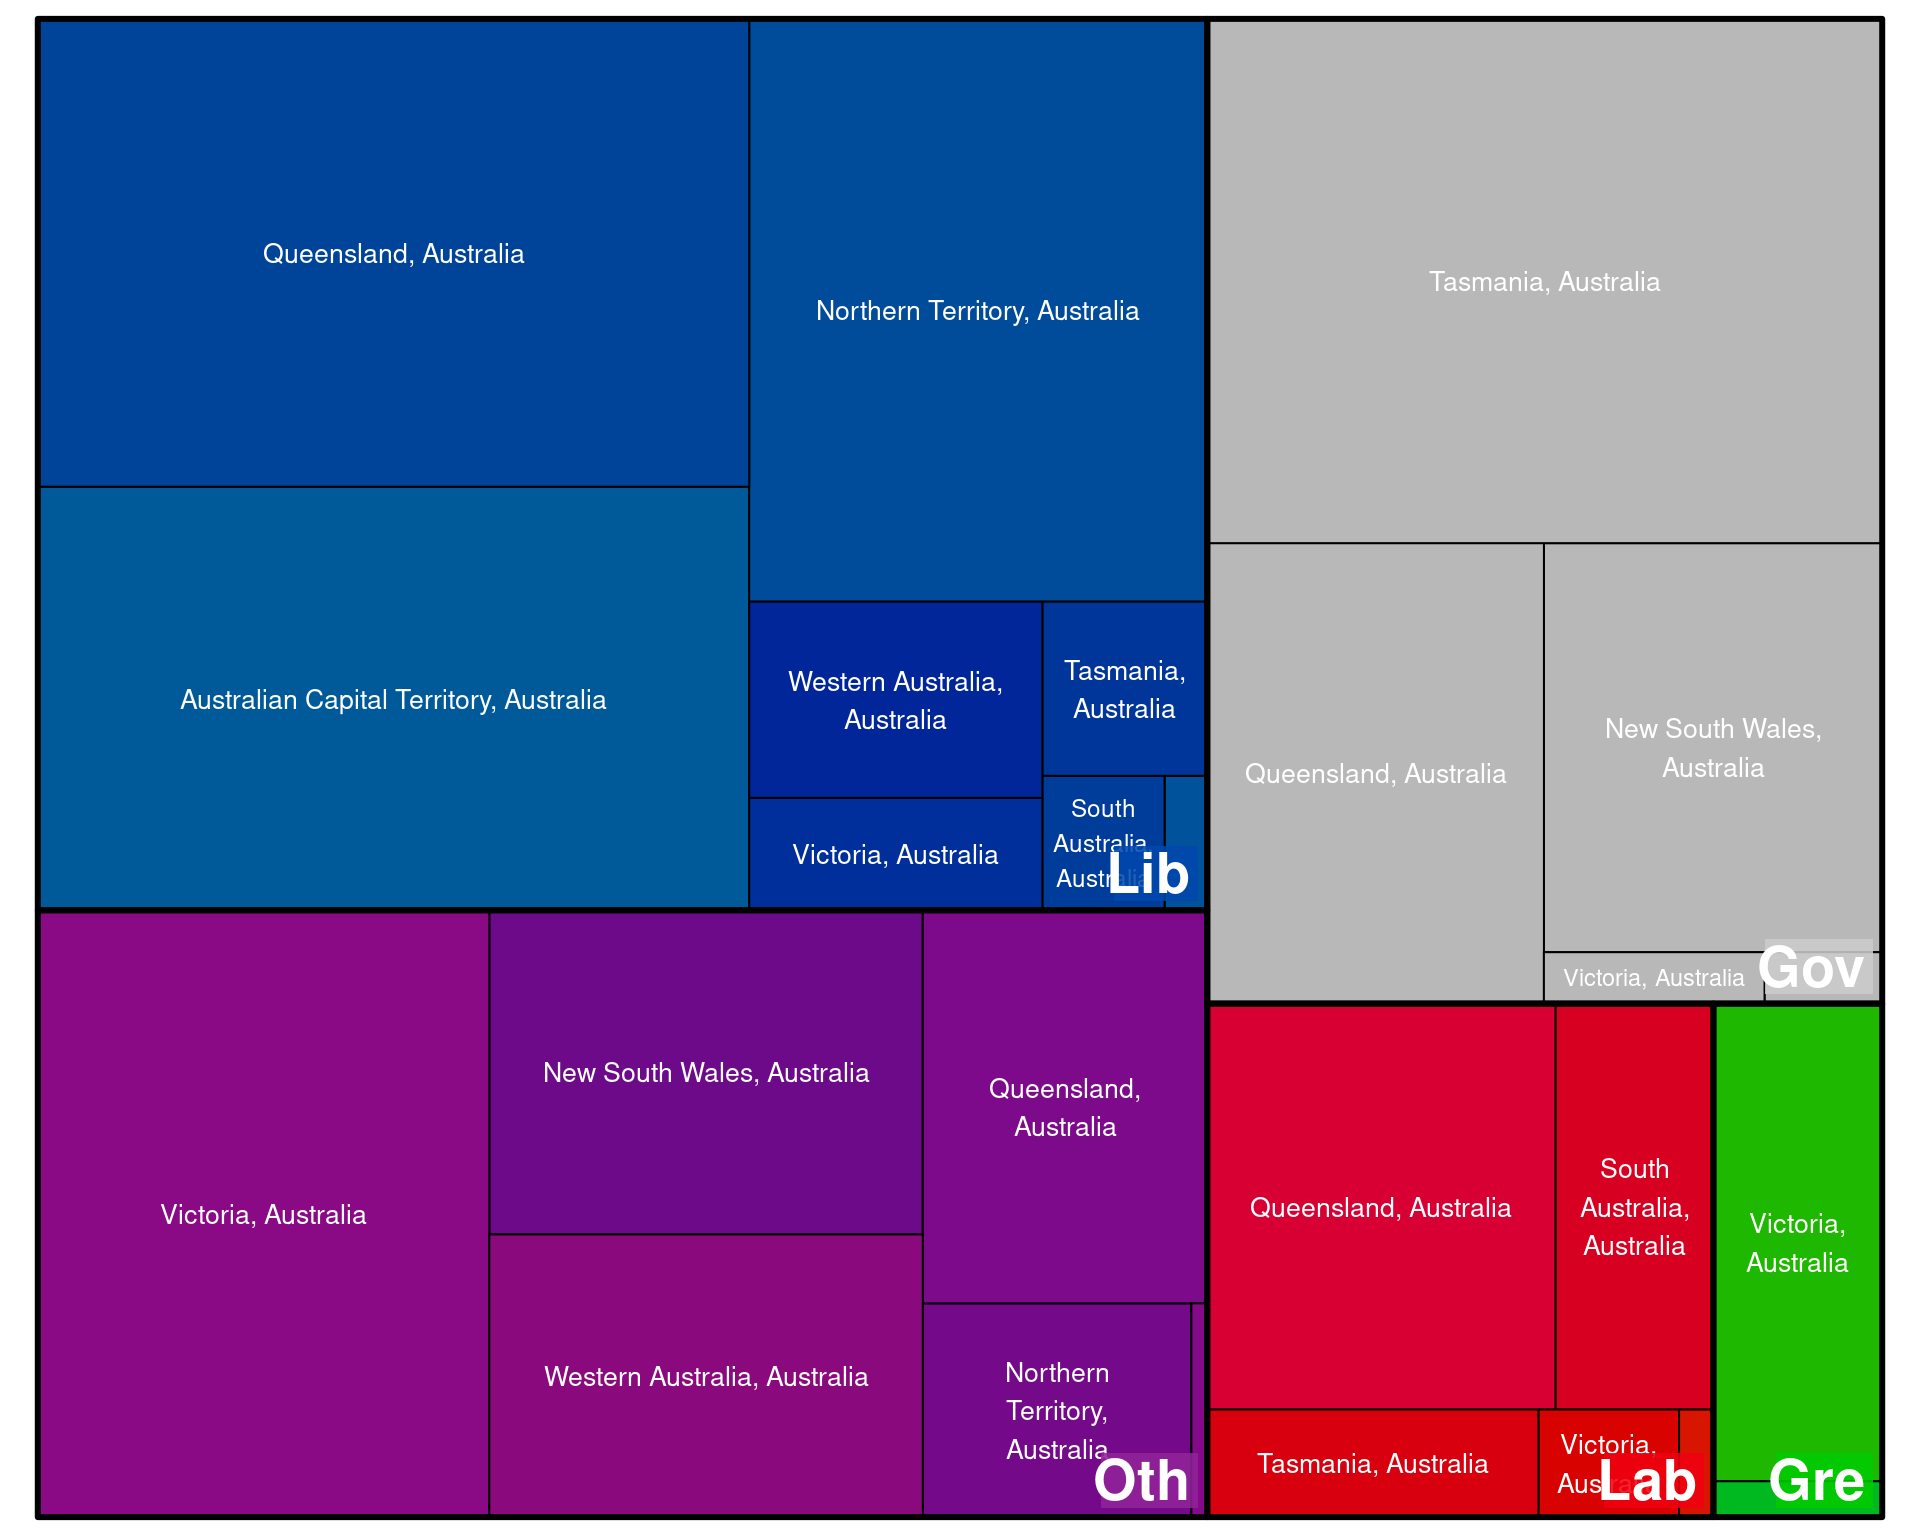 Queensland, Australia
Northern Territory, Australia
Australian Capital Territory, Australia
Western Australia,
Australia
Tasmania,
Australia
Victoria, Australia
South
Australia
Lib
Tasmania, Australia
Queensland, Australia
New South Wales,
Australia
Victoria, Australia
Gov
Victoria, Australia
New South Wales, Australia
Queensland,
Australia
Western Australia, Australia
Northern
Territory,
Australia
Oth
Queensland, Australia
South
Australia,
Australia
Tasmania, Australia
Victoria,
Lab
Victoria,
Australia
Gre